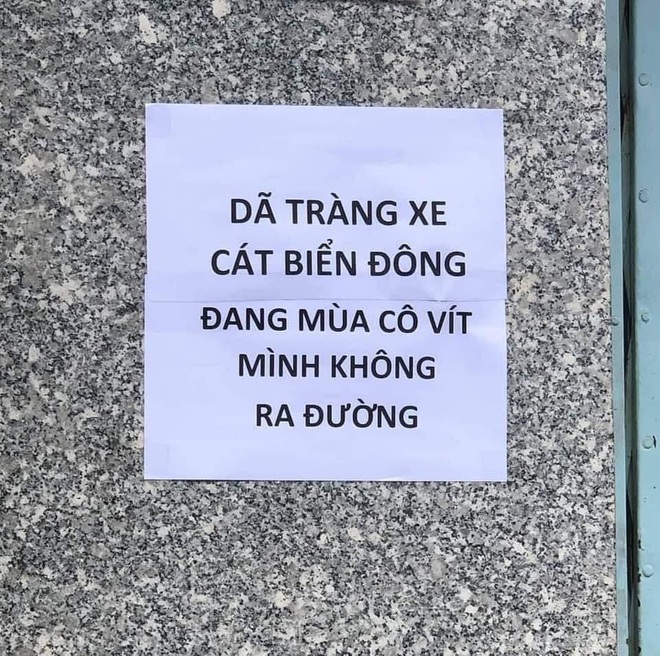 DÃ TRÀNG XE
CÁT BIỂN ĐÔNG
ĐANG MÙA CÔ VÍT
MÌNH KHÔNG
RA ĐƯỜNG